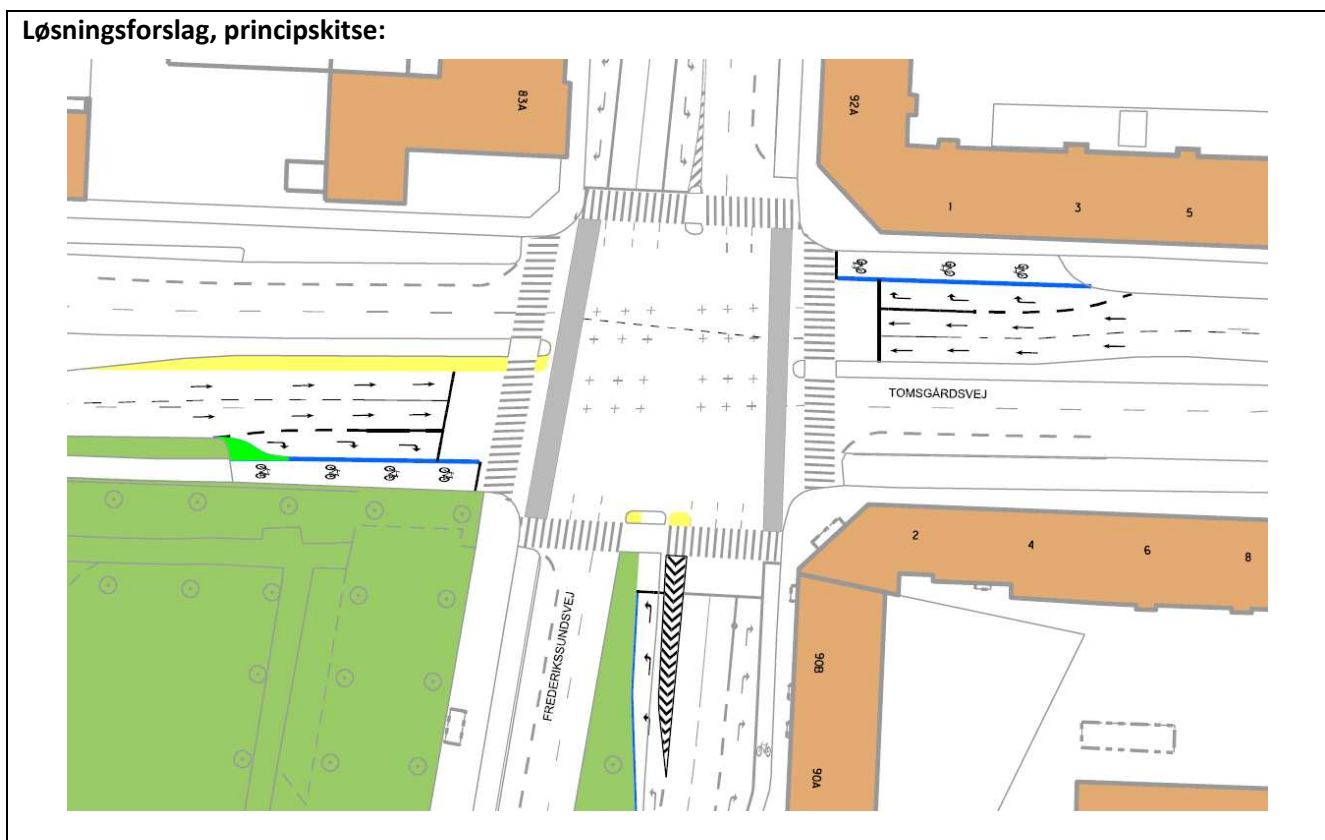 Løsningsforslag, principskitse:
83A
92A
1 3 5
TOMSGÅRDSVEJ
2 4 6 8
FREDERIKSSUNDSVEJ
90B
90A